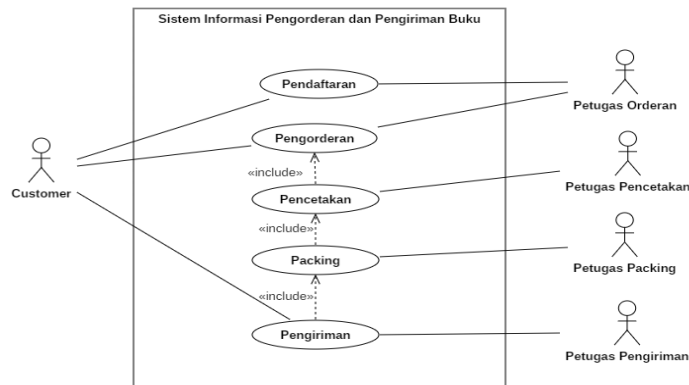 Sistem Informasi Pengorderan dan Pengiriman Buku
Pendaftaran
Petugas Orderan
Pengorderan
Customer
«include»
Pencetakan
Petugas Pencetakan
«include»
Packing
Petugas Packing
«include»
Pengiriman
Petugas Pengiriman